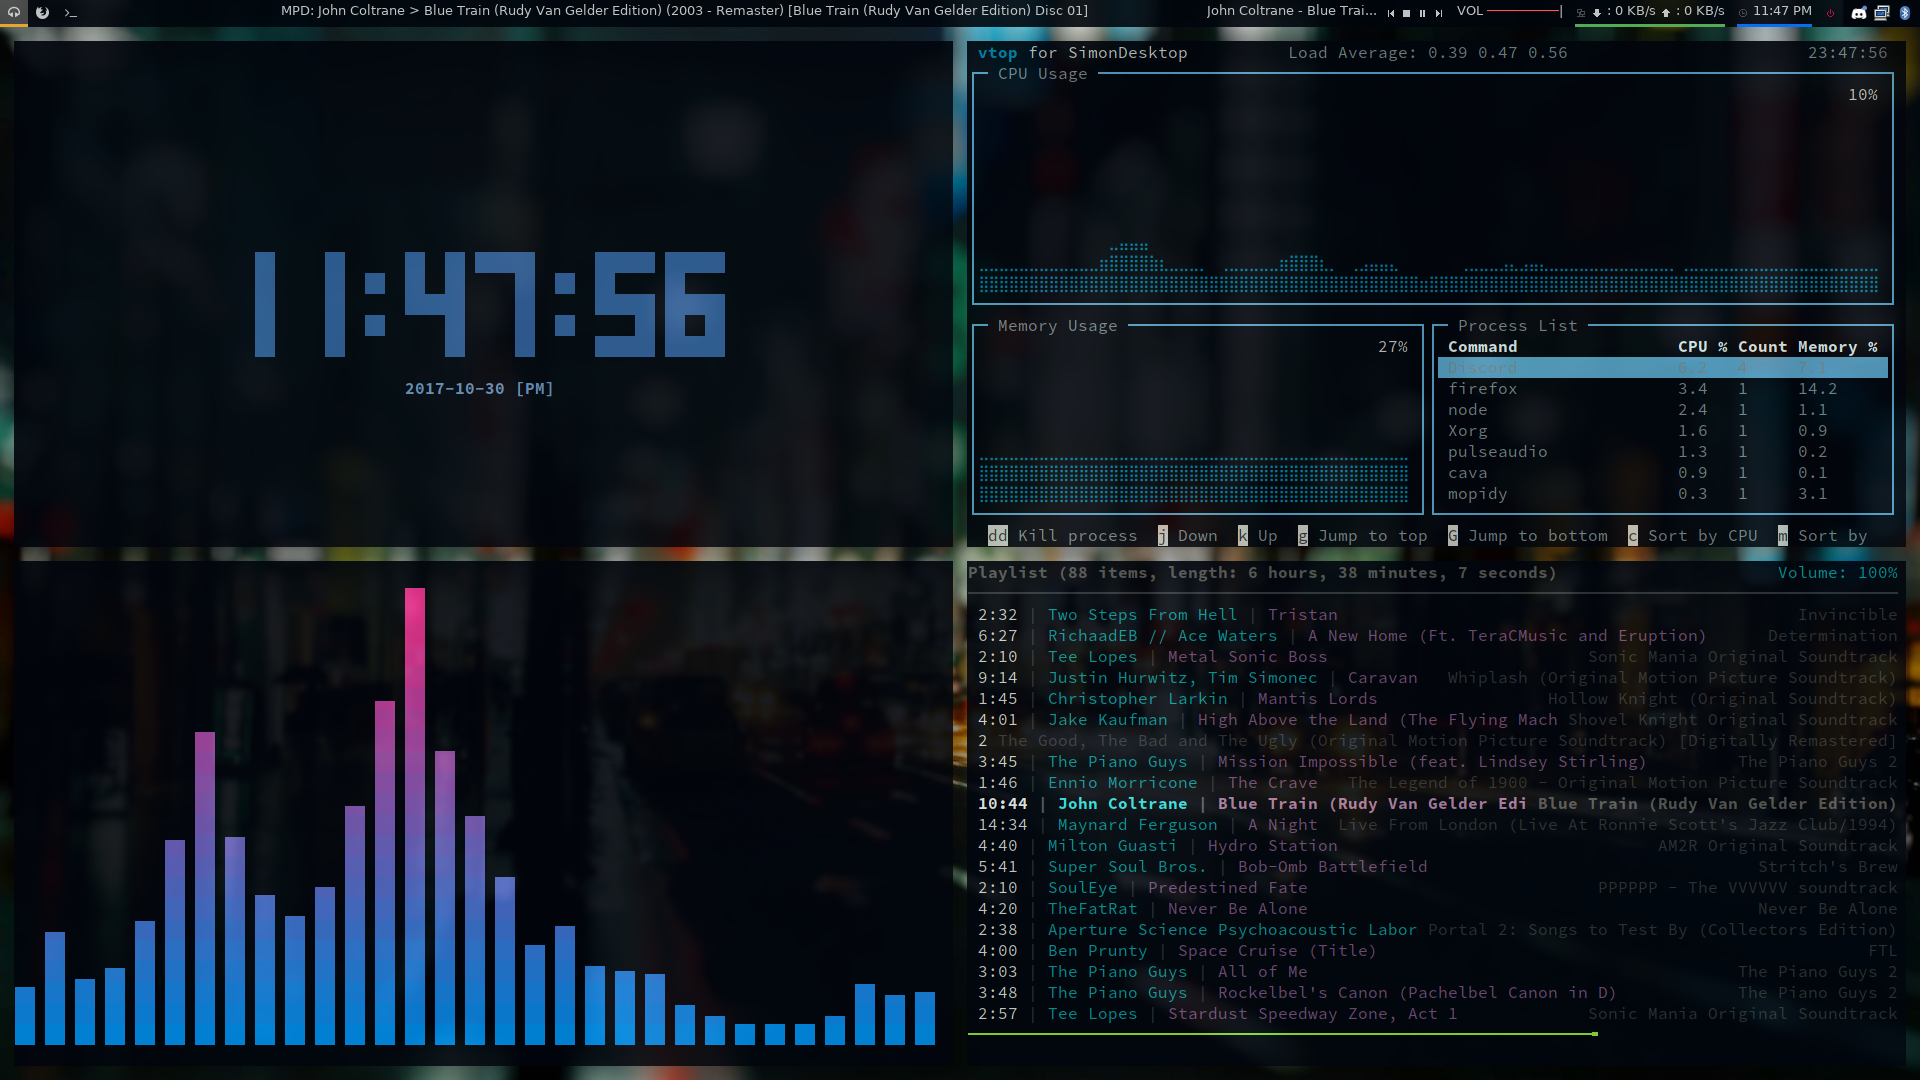 >_
MPD: John Coltrane > Blue Train (Rudy Van Gelder Edition) (2003 - Remaster) [Blue Train (Rudy Van Gelder Edition) Disc 01]
John Coltrane - Blue Trai...
VOL
: 0 KB/s : 0 KB/s
11:47 PM
11:47:56
2017-10-30 [PM]
vtop for SimonDesktop Load Average: 0.39 0.47 0.56 23:47:56
CPU Usage
10%
Memory Usage
27%
Process List
Command CPU % Count Memory %
Discord 6.2 4 7.1
firefox 3.4 1 14.2
node 2.4 1 1.1
Xorg 1.6 1 0.9
pulseaudio 1.3 1 0.2
cava 0.9 1 0.1
mopidy 0.3 1 3.1
dd Kill process j Down k Up g Jump to top G Jump to bottom c Sort by CPU m Sort by
Playlist (88 items, length: 6 hours, 38 minutes, 7 seconds) Volume: 100%
2:32 | Two Steps From Hell | Tristan Invincible
6:27 | RichaadEB // Ace Waters | A New Home (Ft. TeraCMusic and Eruption) Determination
2:10 | Tee Lopes | Metal Sonic Boss Sonic Mania Original Soundtrack
9:14 | Justin Hurwitz, Tim Simonec | Caravan Whiplash (Original Motion Picture Soundtrack)
1:45 | Christopher Larkin | Mantis Lords Hollow Knight (Original Soundtrack)
4:01 | Jake Kaufman | High Above the Land (The Flying Mach Shovel Knight Original Soundtrack
2 The Good, The Bad and The Ugly (Original Motion Picture Soundtrack) [Digitally Remastered]
3:45 | The Piano Guys | Mission Impossible (feat. Lindsey Stirling) The Piano Guys 2
1:46 | Ennio Morricone | The Crave The Legend of 1900 - Original Motion Picture Soundtrack
10:44 | John Coltrane | Blue Train (Rudy Van Gelder Edi Blue Train (Rudy Van Gelder Edition)
14:34 | Maynard Ferguson | A Night Live From London (Live At Ronnie Scott's Jazz Club/1994)
4:40 | Milton Guasti | Hydro Station AM2R Original Soundtrack
5:41 | Super Soul Bros. | Bob-Omb Battlefield Stritch's Brew
2:10 | SoulEye | Predestined Fate PPPPPP - The VVVVVV soundtrack
4:20 | TheFatRat | Never Be Alone Never Be Alone
2:38 | Aperture Science Psychoacoustic Labor Portal 2: Songs to Test By (Collectors Edition)
4:00 | Ben Prunty | Space Cruise (Title) FTL
3:03 | The Piano Guys | All of Me The Piano Guys 2
3:48 | The Piano Guys | Rockelbel's Canon (Pachelbel Canon in D) The Piano Guys 2
2:57 | Tee Lopes | Stardust Speedway Zone, Act 1 Sonic Mania Original Soundtrack